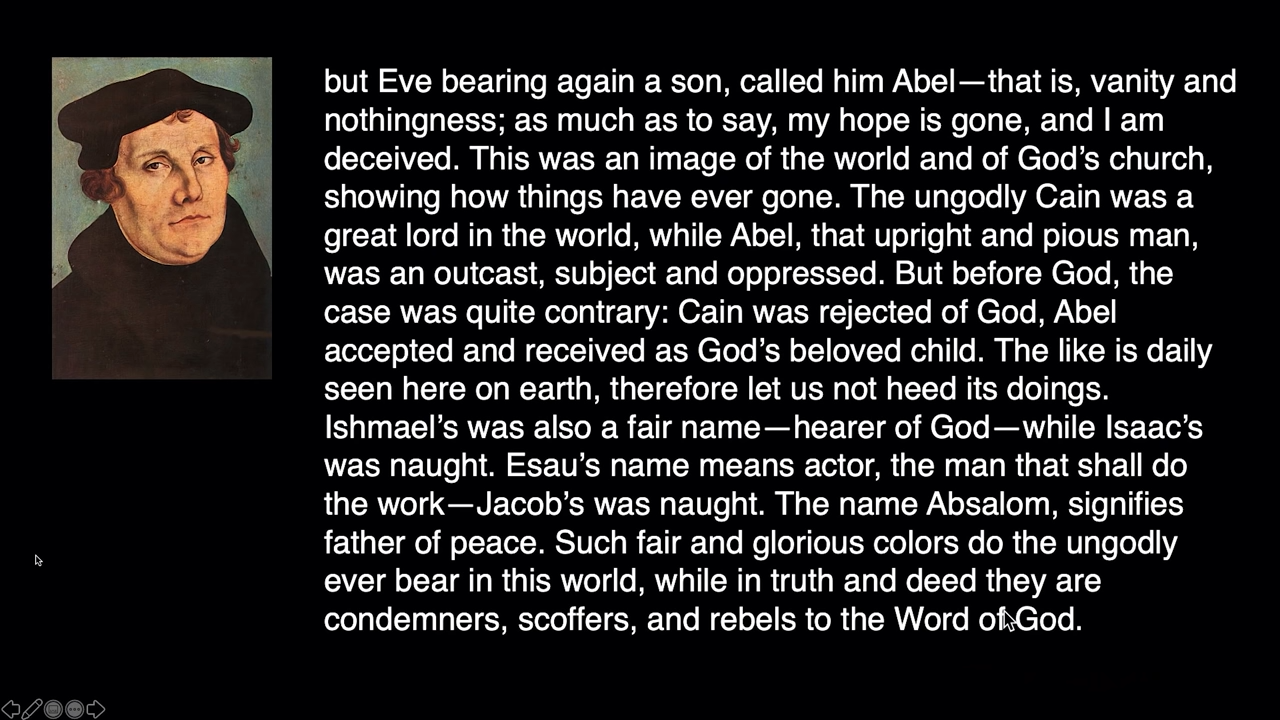 but Eve bearing again a son, called him Abel—that is, vanity and
nothingness; as much as to say, my hope is gone, and I am
deceived. This was an image of the world and of God’s church,
showing how things have ever gone. The ungodly Cain was a
great lord in the world, while Abel, that upright and pious man,
was an outcast, subject and oppressed. But before God, the
case was quite contrary: Cain was rejected of God, Abel
accepted and received as God’s beloved child. The like is daily
seen here on earth, therefore let us not heed its doings.
Ishmael’s was also a fair name—hearer of God—while Isaac’s
was naught. Esau’s name means actor, the man that shall do
the work—Jacob’s was naught. The name Absalom, signifies
father of peace. Such fair and glorious colors do the ungodly
ever bear in this world, while in truth and deed they are
condemners, scoffers, and rebels to the Word of God.